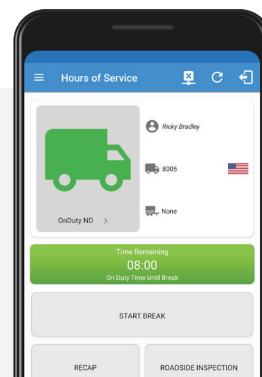 Hours of Service
Ricky Bradley
8005
None
OnDuty ND >
Time Remaining
08:00
On Duty Time Until Break
START BREAK
RECAP
ROADSIDE INSPECTION